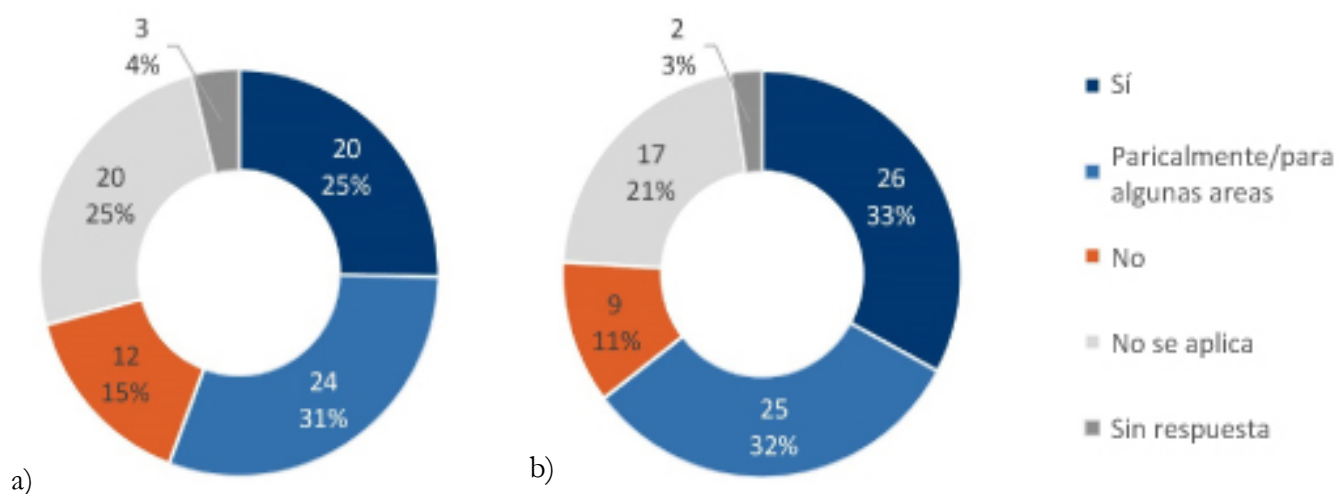 3
4%
20
25%
20
25%
12
15%
24
31%
a)
2
3%
17
21%
26
33%
9
11%
25
32%
b)
Sí
Paricalmente/para
algunas areas
No
No se aplica
Sin respuesta